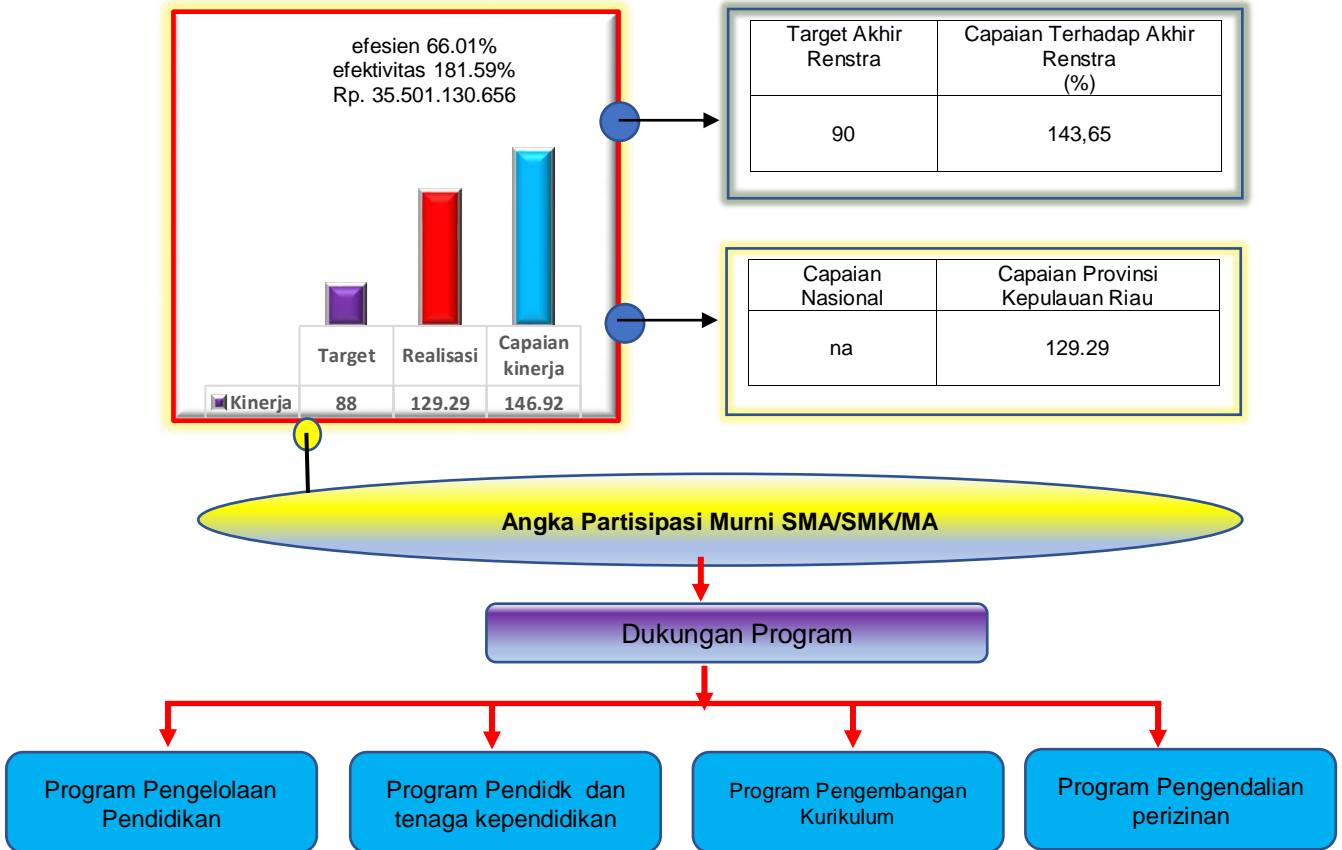 efesien 66.01%
efektivitas 181.59%
Rp. 35.501.130.656
Target
Realisasi
Capaian
kinerja
Kinerja
88
129.29
146.92
Target Akhir
Renstra
Capaian Terhadap Akhir
Renstra
(%)
90
143,65
Capaian
Nasional
Capaian Provinsi
Kepulauan Riau
na
129.29
Angka Partisipasi Murni SMA/SMK/MA
Dukungan Program
Program Pengelolaan
Pendidikan
Program Pendidk dan
tenaga kependidikan
Program Pengembangan
Kurikulum
Program Pengendalian
perizinan